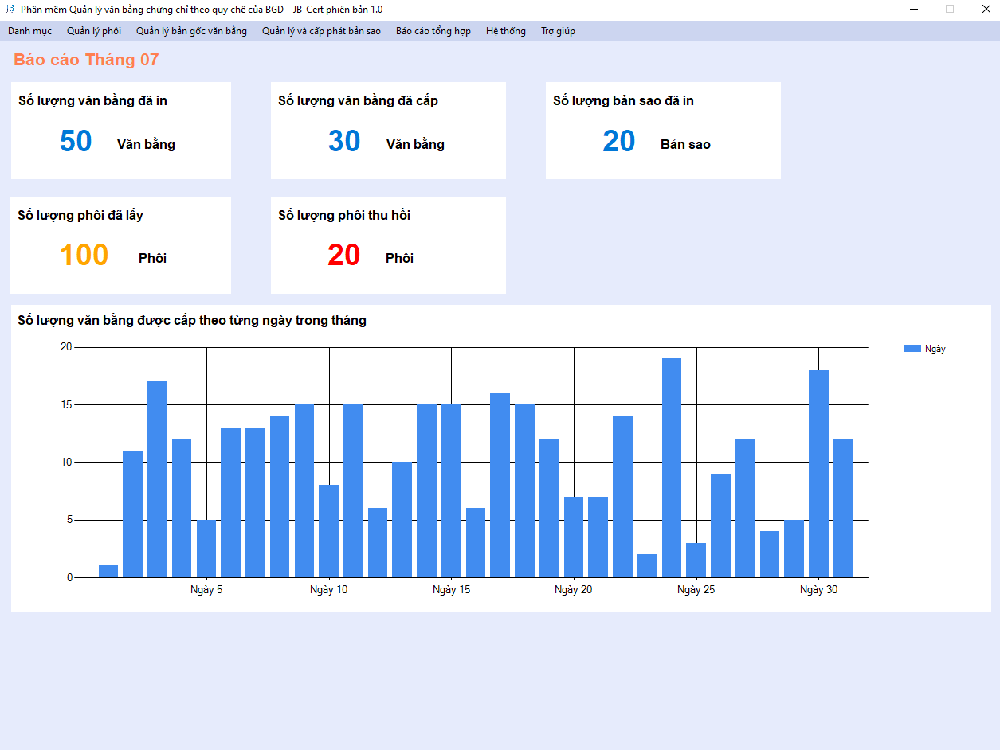 JB Phần mềm Quản lý văn bằng chứng chỉ theo quy chế của BGD – JB-Cert phiên bản 1.0
Danh mục Quản lý phôi Quản lý bản gốc văn bằng Quản lý và cấp phát bản sao Báo cáo tổng hợp Hệ thống Trợ giúp
Báo cáo Tháng 07
Số lượng văn bằng đã in
50 Văn bằng
Số lượng văn bằng đã cấp
30 Văn bằng
Số lượng bản sao đã in
20 Bản sao
Số lượng phôi đã lấy
100 Phôi
Số lượng phôi thu hồi
20 Phôi
Số lượng văn bằng được cấp theo từng ngày trong tháng
20
15
10
5
0
Ngày 5 Ngày 10 Ngày 15 Ngày 20 Ngày 25 Ngày 30
Ngày